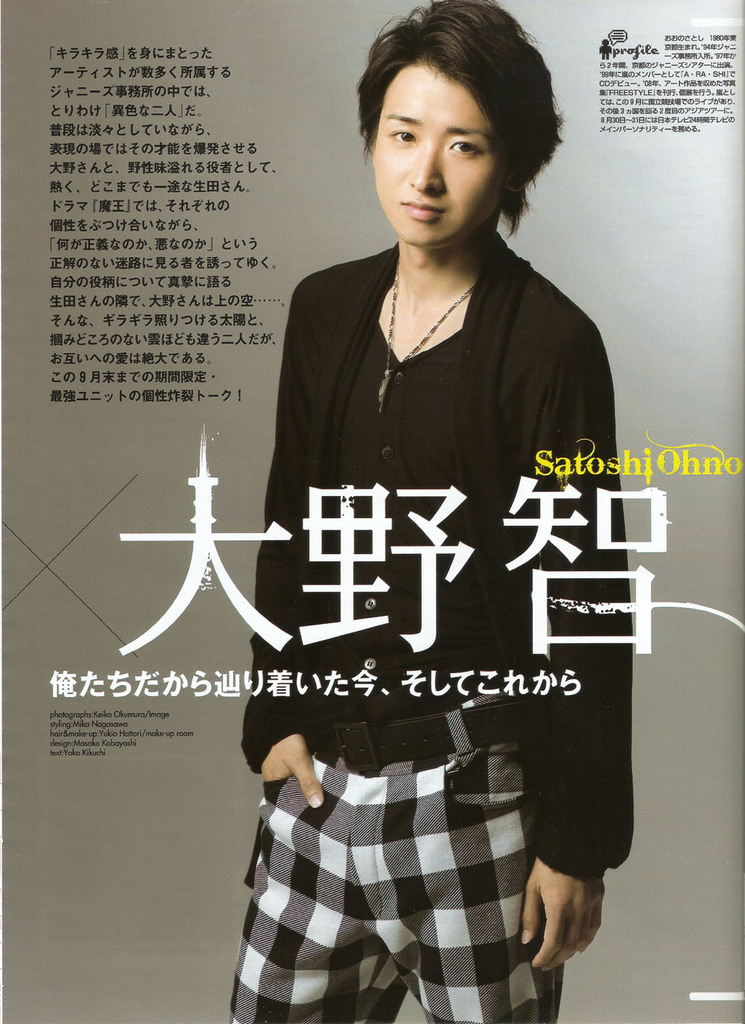 「キラキラ感」を身にまとった
アーティストが数多く所属する
ジャニーズ事務所の中では、
とりわけ「異色な二人」だ。
普段は淡々としていながら、
表現の場ではその才能を爆発させる
大野さんと、野性味溢れる役者として、
熱く、どこまでも一途な生田さん。
ドラマ『魔王』では、それぞれの
個性をぶつけ合いながら、
「何が正義なのか、悪なのか」という
正解のない迷路に見る者を誘ってゆく。
自分の役柄について真摯に語る
生田さんの隣で、大野さんは上の空……。
そんな、ギラギラ照りつける太陽と、
掴みどころのない雲ほども違う二人だが、
お互いへの愛は絶大である。
この9月末までの期間限定・
最強ユニットの個性炸裂トーク！
profile
おおのさとし 1980年東
京都生まれ。'94年ジャニ
ーズ事務所入所。'97年か
ら2年間、京都のジャニーズシアターに出演。
'99年に嵐のメンバーとして「A・RA・SHI」で
CDデビュー。'08年、アート作品を収めた写真
集『FREESTYLE』を刊行、個展を行う。嵐とし
ては、この9月に国立競技場でのライブがあり、
その後3ヵ国を回る2度目のアジアツアーに。
8月30日〜31日には日本テレビ24時間テレビの
メインパーソナリティーを務める。
Satoshi Ohno
×大野智
俺たちだから辿り着いた今、そしてこれから
photographs:Keiko Okumura/Image
styling:Mika Nagasawa
hair&make-up:Yukio Hattori/make-up room
design:Masako Kobayashi
text:Yoko Kikuchi